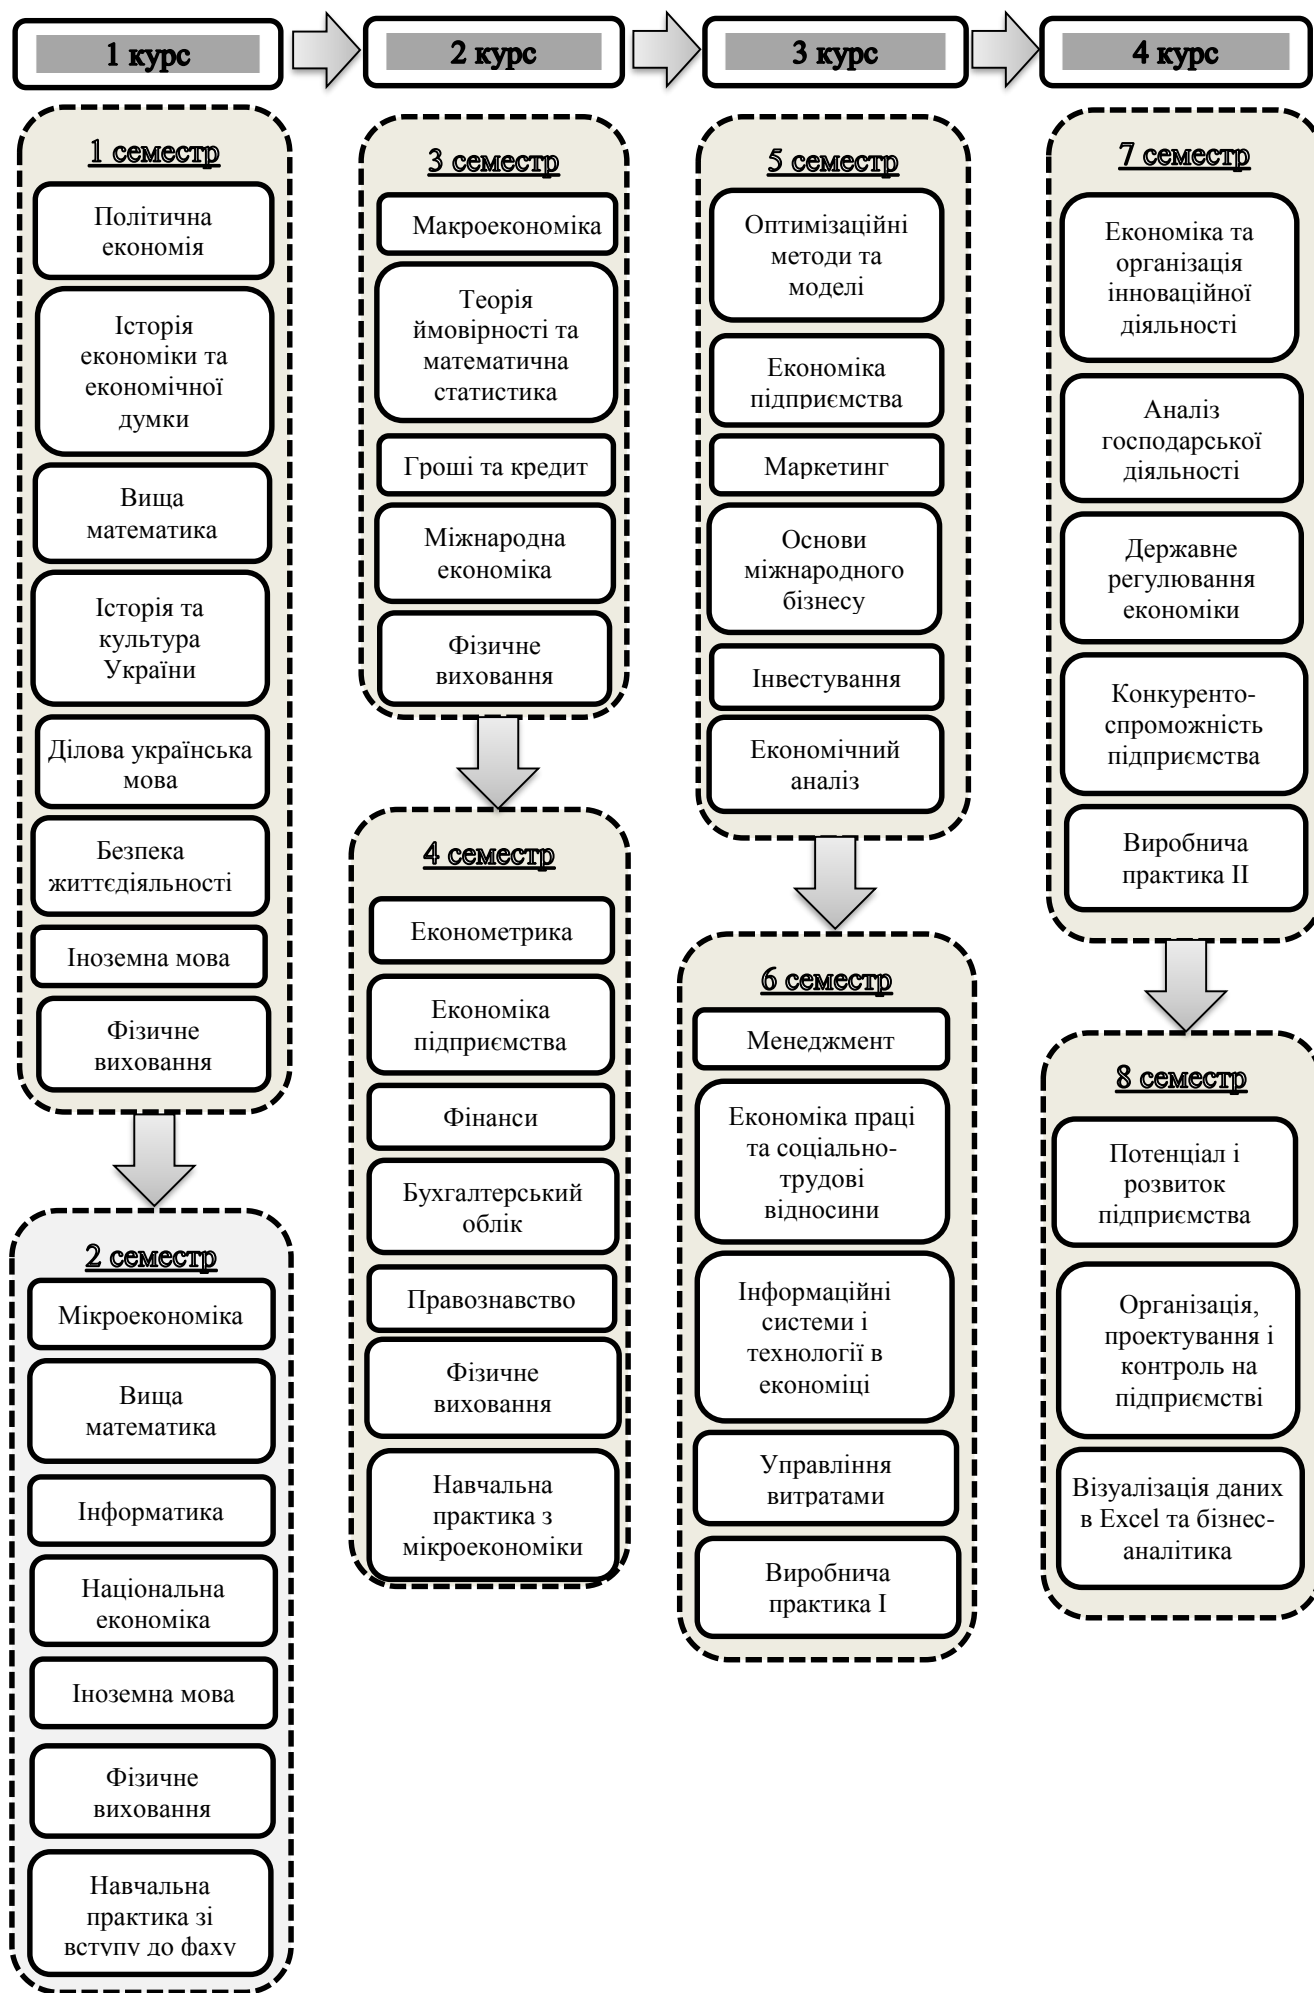 1 курс
2 курс
3 курс
4 курс
1 семестр
Політична
економія
Історія
економіки та
економічної
думки
Вища
математика
Історія та
культура
України
Ділова українська
мова
Безпека
життєдіяльності
Іноземна мова
Фізичне
виховання
2 семестр
Мікроекономіка
Вища
математика
Інформатика
Національна
економіка
Іноземна мова
Фізичне
виховання
Навчальна
практика зі
вступу до фаху
3 семестр
Макроекономіка
Теорія
ймовірності та
математична
статистика
Гроші та кредит
Міжнародна
економіка
Фізичне
виховання
4 семестр
Економетрика
Економіка
підприємства
Фінанси
Бухгалтерський
облік
Правознавство
Фізичне
виховання
Навчальна
практика з
мікроекономіки
5 семестр
Оптимізаційні
методи та
моделі
Економіка
підприємства
Маркетинг
Основи
міжнародного
бізнесу
Інвестування
Економічний
аналіз
6 семестр
Менеджмент
Економіка праці
та соціально-
трудові
відносини
Інформаційні
системи і
технології в
економіці
Управління
витратами
Виробнича
практика І
7 семестр
Економіка та
організація
інноваційної
діяльності
Аналіз
господарської
діяльності
Державне
регулювання
економіки
Конкуренто-
спроможність
підприємства
Виробнича
практика ІІ
8 семестр
Потенціал і
розвиток
підприємства
Організація,
проектування і
контроль на
підприємстві
Візуалізація даних
в Excel та бізнес-
аналітика